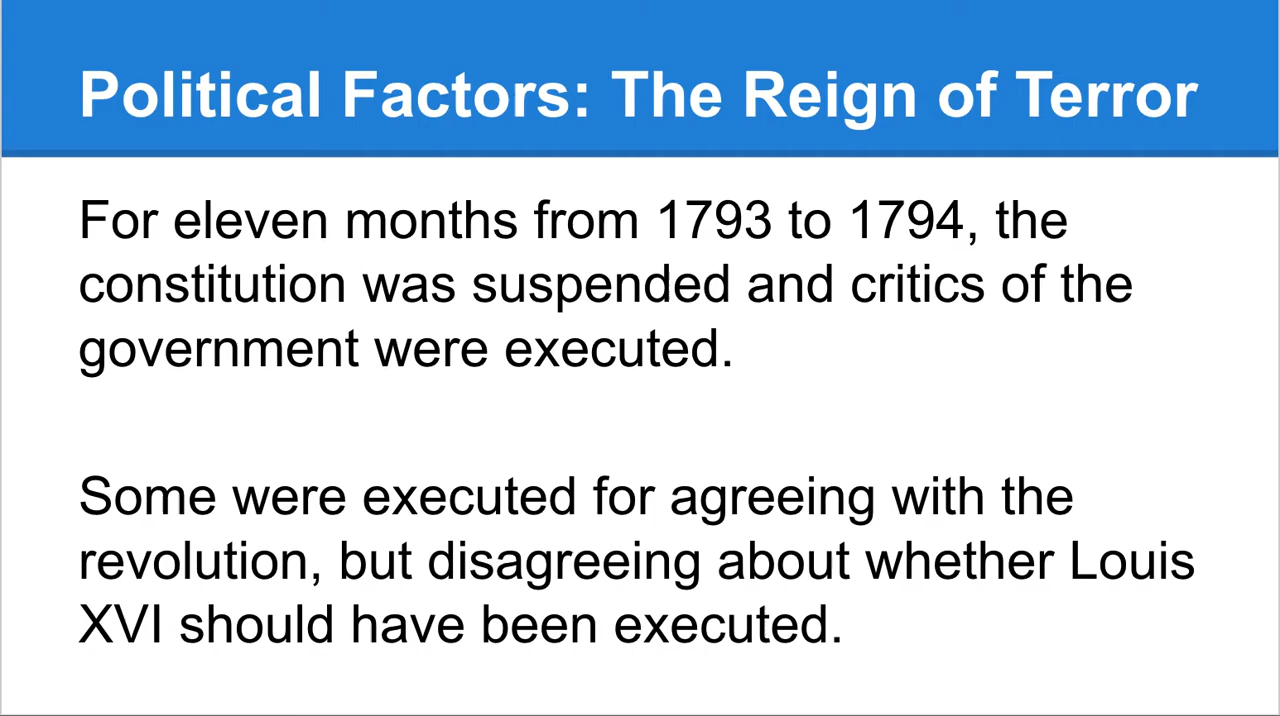 Political Factors: The Reign of Terror
For eleven months from 1793 to 1794, the
constitution was suspended and critics of the
government were executed.
Some were executed for agreeing with the
revolution, but disagreeing about whether Louis
XVI should have been executed.